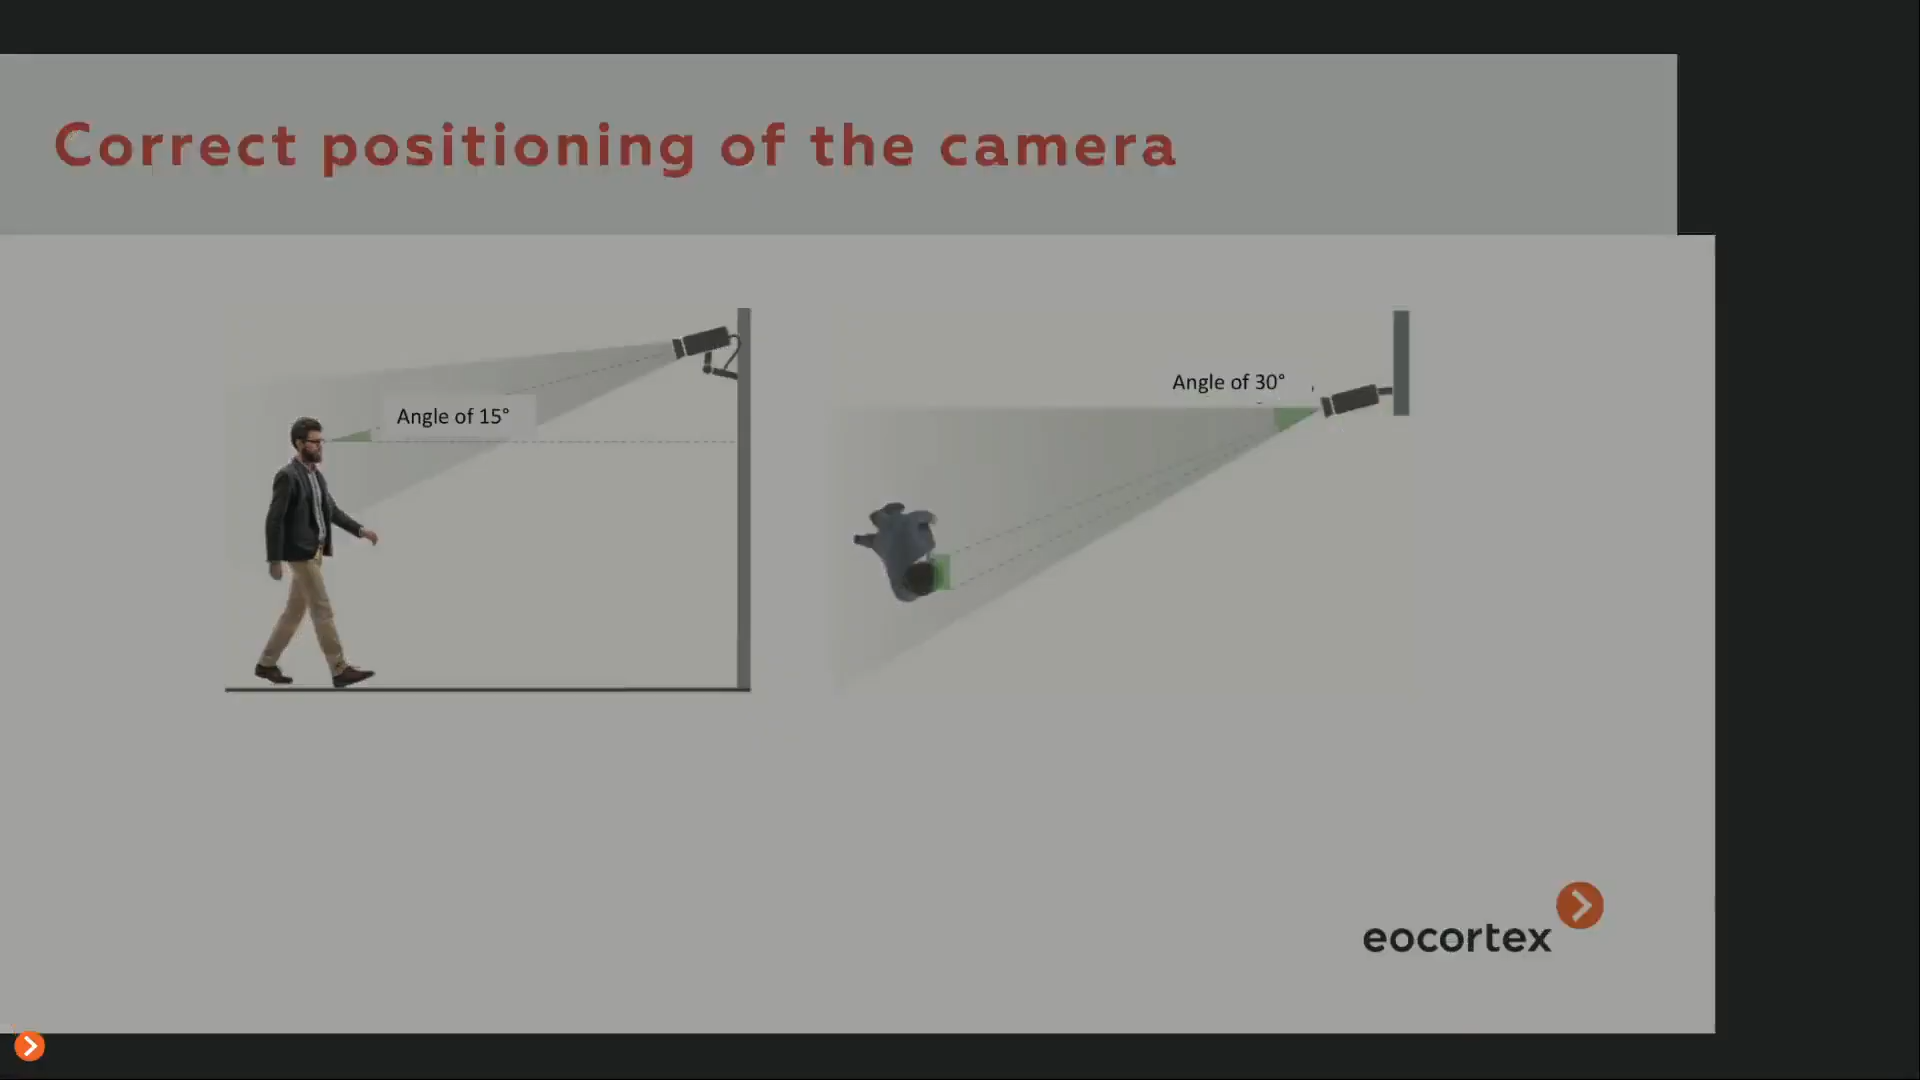 Correct positioning of the camera
Angle of 15°
Angle of 30°
eocortex